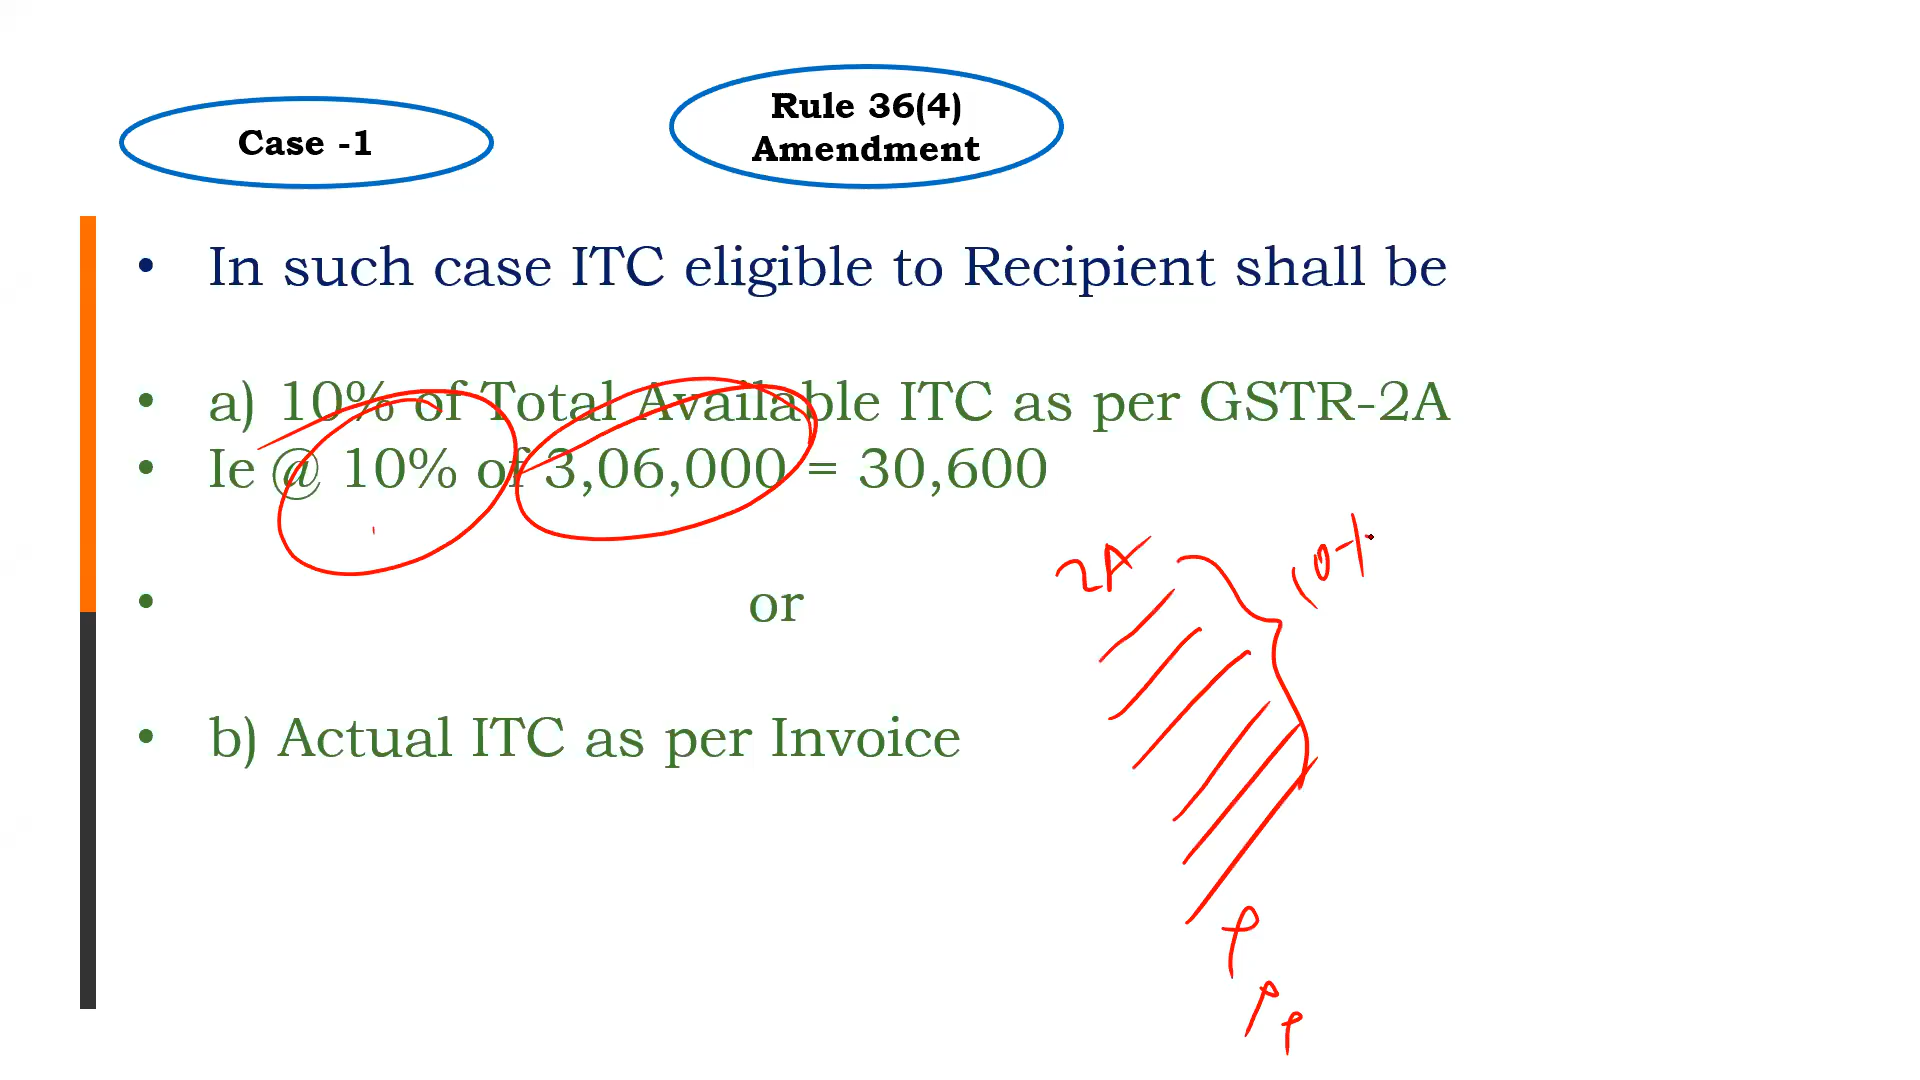 Case -1
Rule 36(4)
Amendment
• In such case ITC eligible to Recipient shall be
• a) 10% of Total Available ITC as per GSTR-2A
• Ie @ 10% of 3,06,000 = 30,600
• or
2A
10%
• b) Actual ITC as per Invoice